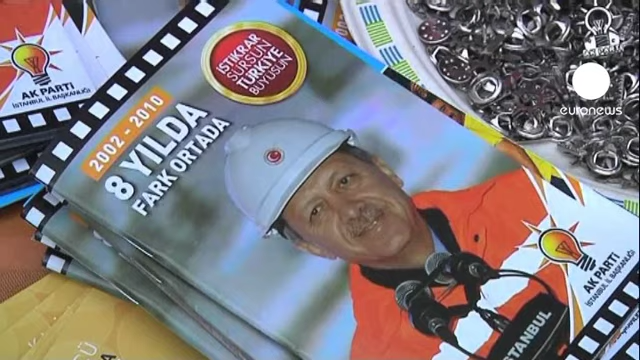 AK PARTİ
İSTANBUL İL BAŞKANLIĞI
İSTİKRAR
SÜRSÜN
TÜRKİYE
BÜYÜSÜN
2002 - 2010
8 YILDA
FARK ORTADA
euronews
AK PARTİ
İSTANBUL İL BAŞKANLIĞI
İSTANBUL